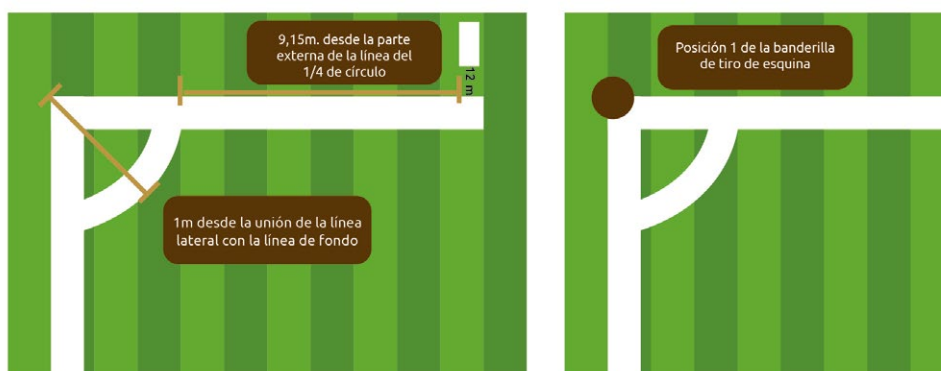 9,15m. desde la parte
externa de la línea del
1/4 de círculo
12 m
1m desde la unión de la línea
lateral con la línea de fondo
Posición 1 de la banderilla
de tiro de esquina